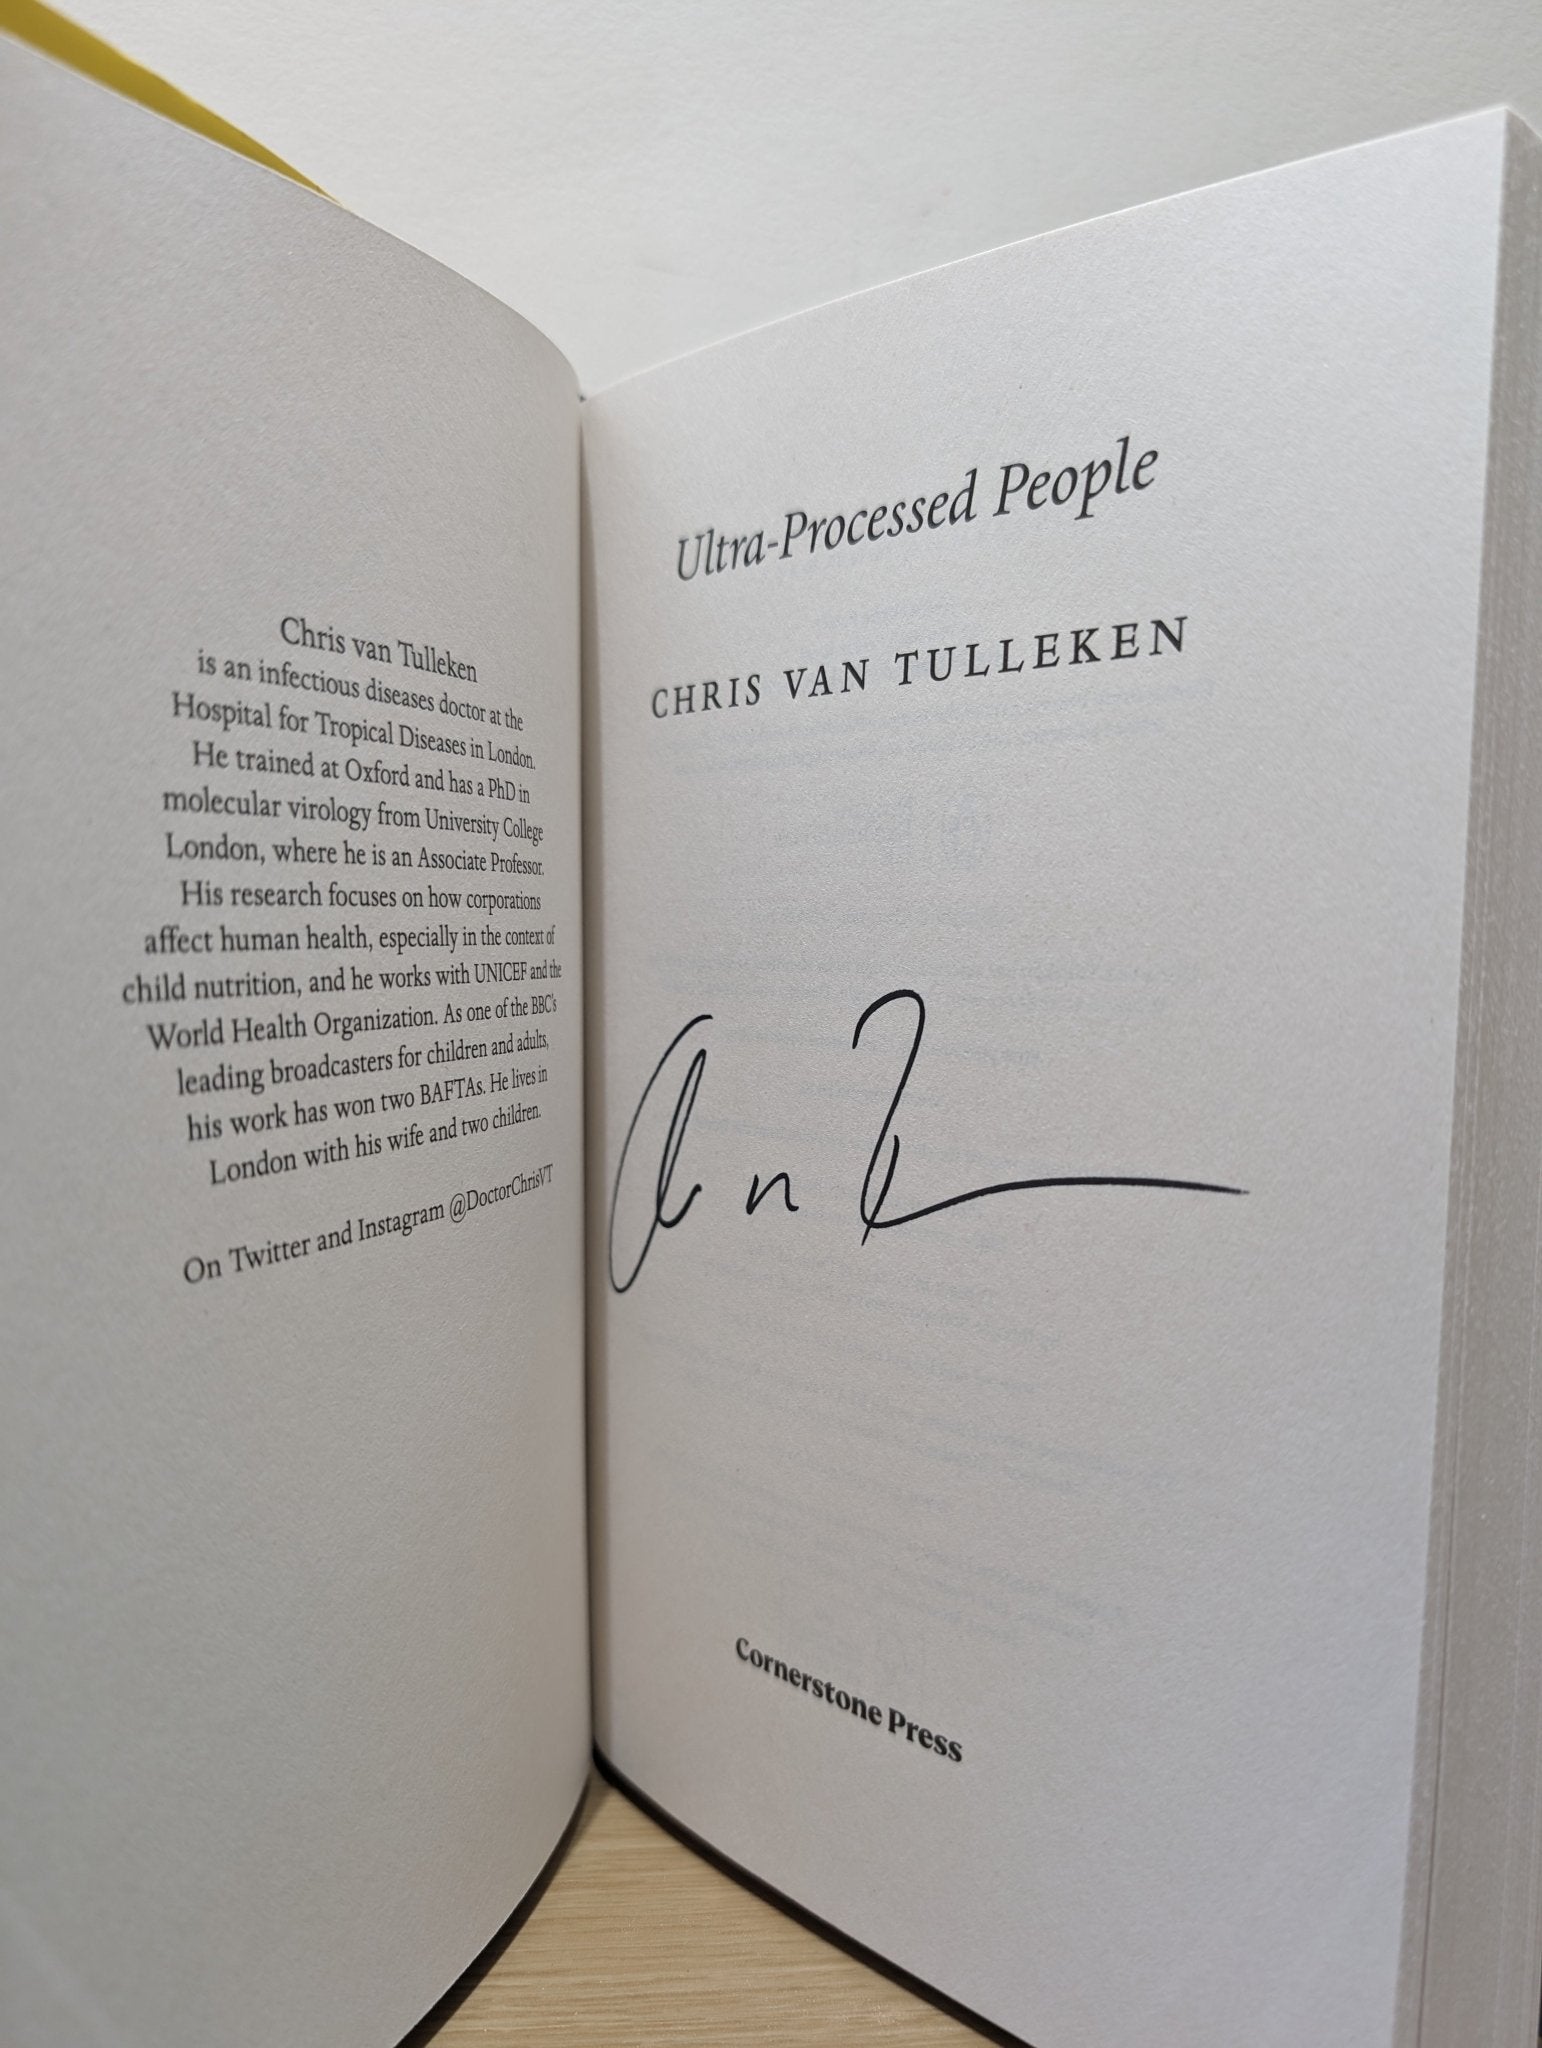 Chris van Tulleken
is an infectious diseases doctor at the
Hospital for Tropical Diseases in London.
He trained at Oxford and has a PhD in
molecular virology from University College
London, where he is an Associate Professor.
His research focuses on how corporations
affect human health, especially in the context of
child nutrition, and he works with UNICEF and the
World Health Organization. As one of the BBC's
leading broadcasters for children and adults,
his work has won two BAFTAs. He lives in
London with his wife and two children.
On Twitter and Instagram @DoctorChrisVT
Ultra-Processed People
CHRIS VAN TULLEKEN
Cornerstone Press